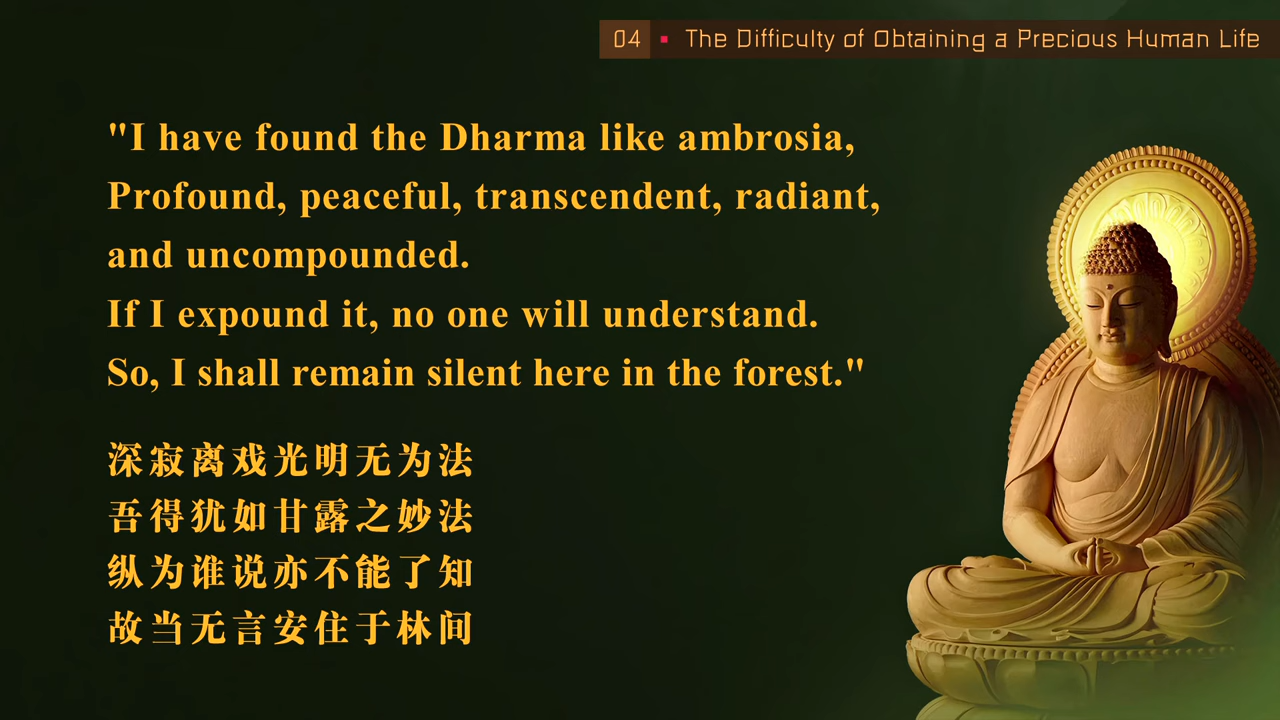 04 ▪ The Difficulty of Obtaining a Precious Human Life
"I have found the Dharma like ambrosia,
Profound, peaceful, transcendent, radiant,
and uncompounded.
If I expound it, no one will understand.
So, I shall remain silent here in the forest."
深寂离戏光明无为法
吾得犹如甘露之妙法
纵为谁说亦不能了知
故当无言安住于林间